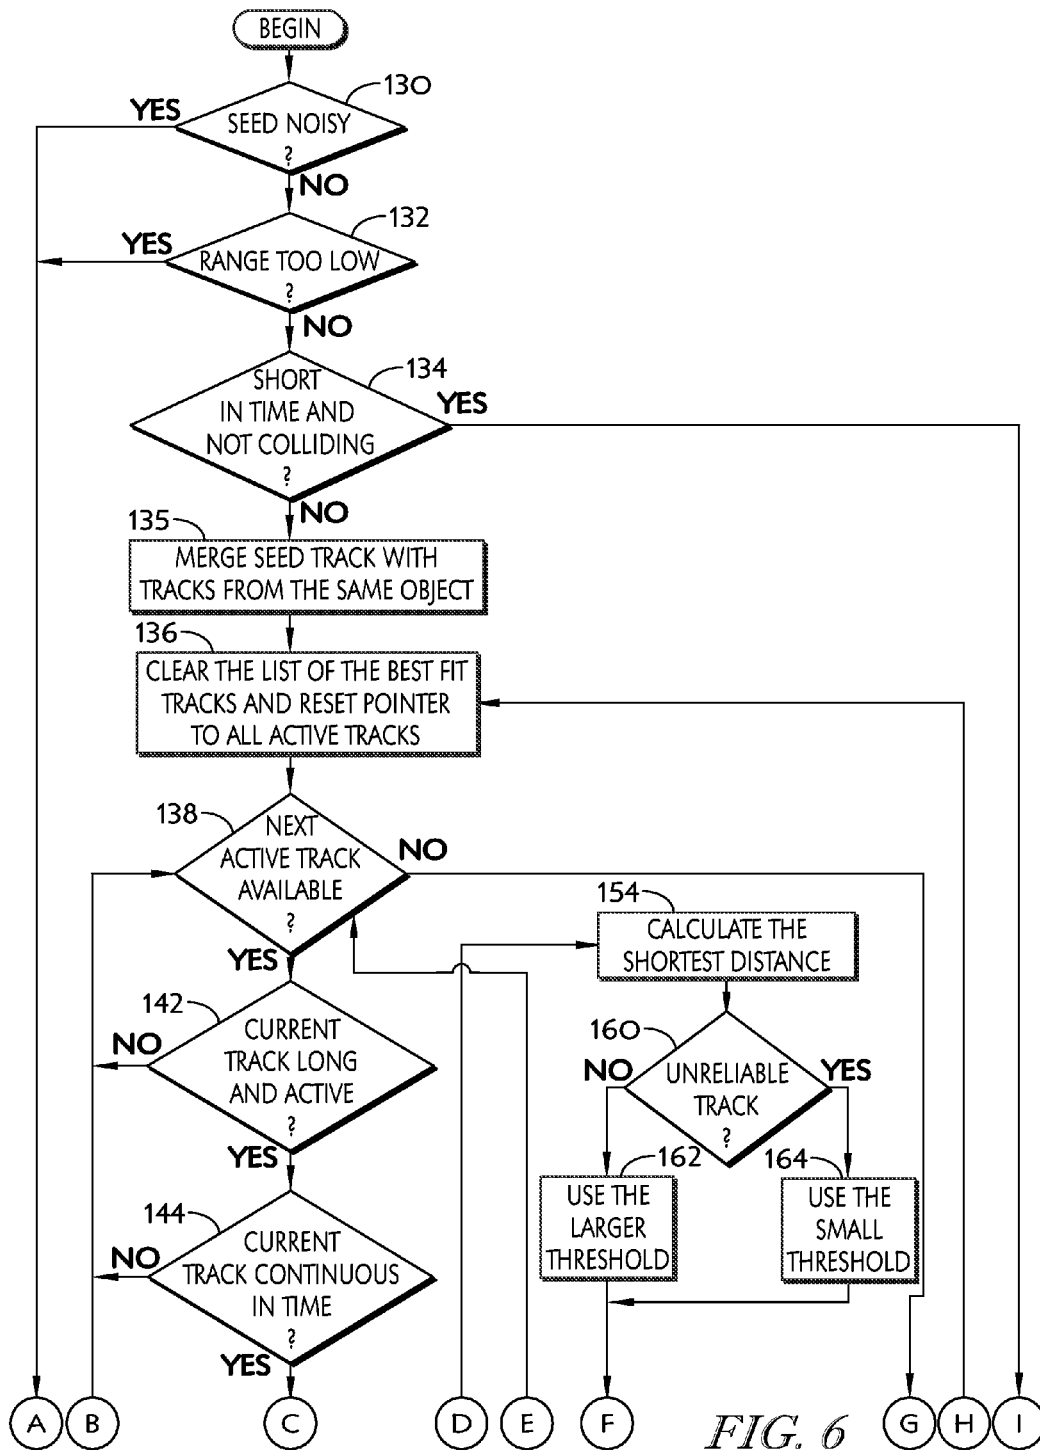 BEGIN
130
YES
SEED NOISY
?
NO
132
YES
RANGE TOO LOW
?
NO
134
SHORT
IN TIME AND
NOT COLLIDING
?
YES
NO
135
MERGE SEED TRACK WITH
TRACKS FROM THE SAME OBJECT
136
CLEAR THE LIST OF THE BEST FIT
TRACKS AND RESET POINTER
TO ALL ACTIVE TRACKS
138
NEXT
ACTIVE TRACK
AVAILABLE
?
NO
YES
154
CALCULATE THE
SHORTEST DISTANCE
142
CURRENT
TRACK LONG
AND ACTIVE
?
NO
YES
160
UNRELIABLE
TRACK
?
NO
YES
162
USE THE
LARGER
THRESHOLD
164
USE THE
SMALL
THRESHOLD
144
CURRENT
TRACK CONTINUOUS
IN TIME
?
NO
YES
A
B
C
D
E
F
FIG. 6
G
H
I